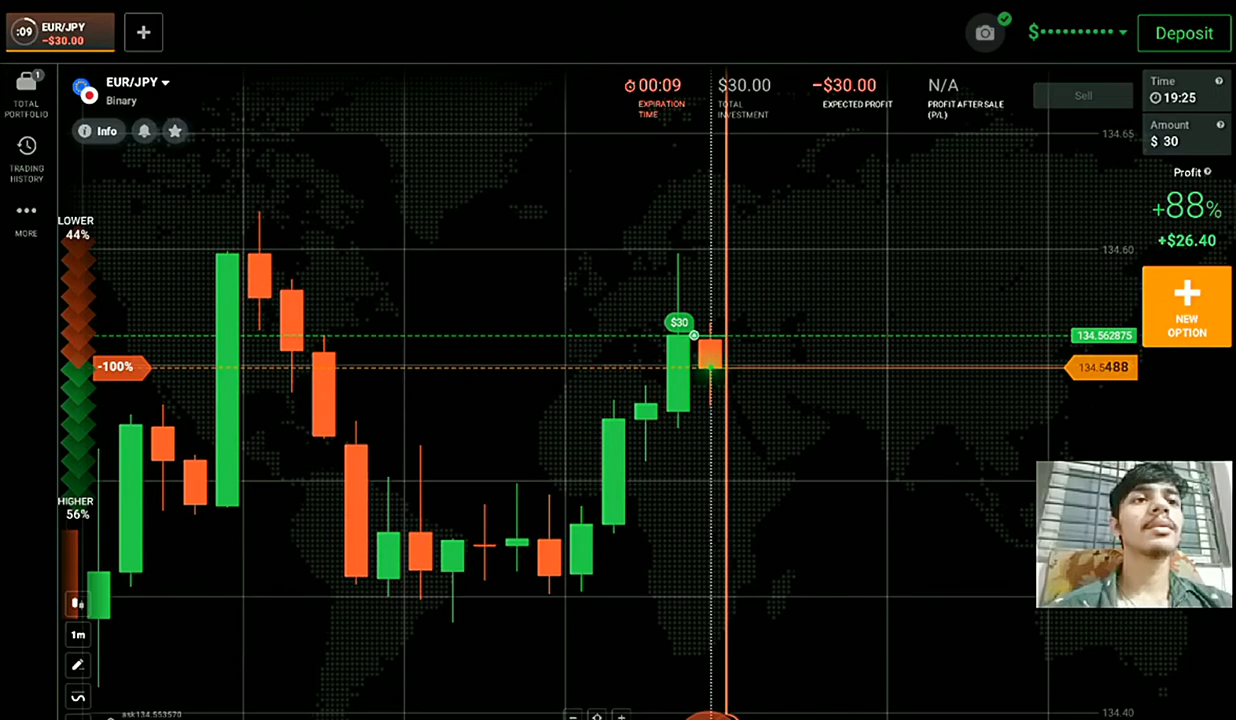 :09 EUR/JPY
-$30.00
+
$••••••••••
Deposit
1
TOTAL
PORTFOLIO
TRADING
HISTORY
MORE
EUR/JPY
Binary
Info
00:09
EXPIRATION
TIME
$30.00
TOTAL
INVESTMENT
-$30.00
EXPECTED PROFIT
N/A
PROFIT AFTER SALE
(P/L)
Sell
Time
19:25
Amount
$ 30
Profit
+88%
+$26.40
+
NEW
OPTION
134.65
134.60
134.562875
134.5488
134.40
LOWER
44%
-100%
$30
HIGHER
56%
1m
ask134.553570